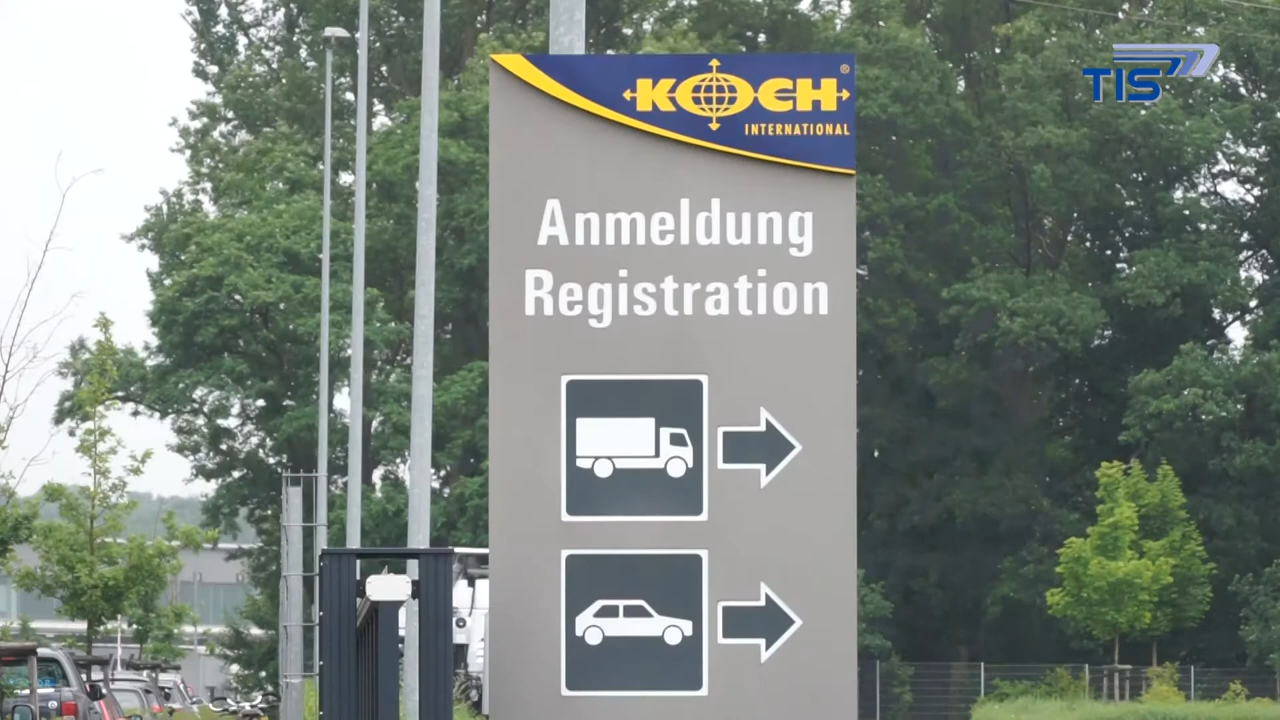 KOCH ®
INTERNATIONAL
TIS
Anmeldung
Registration